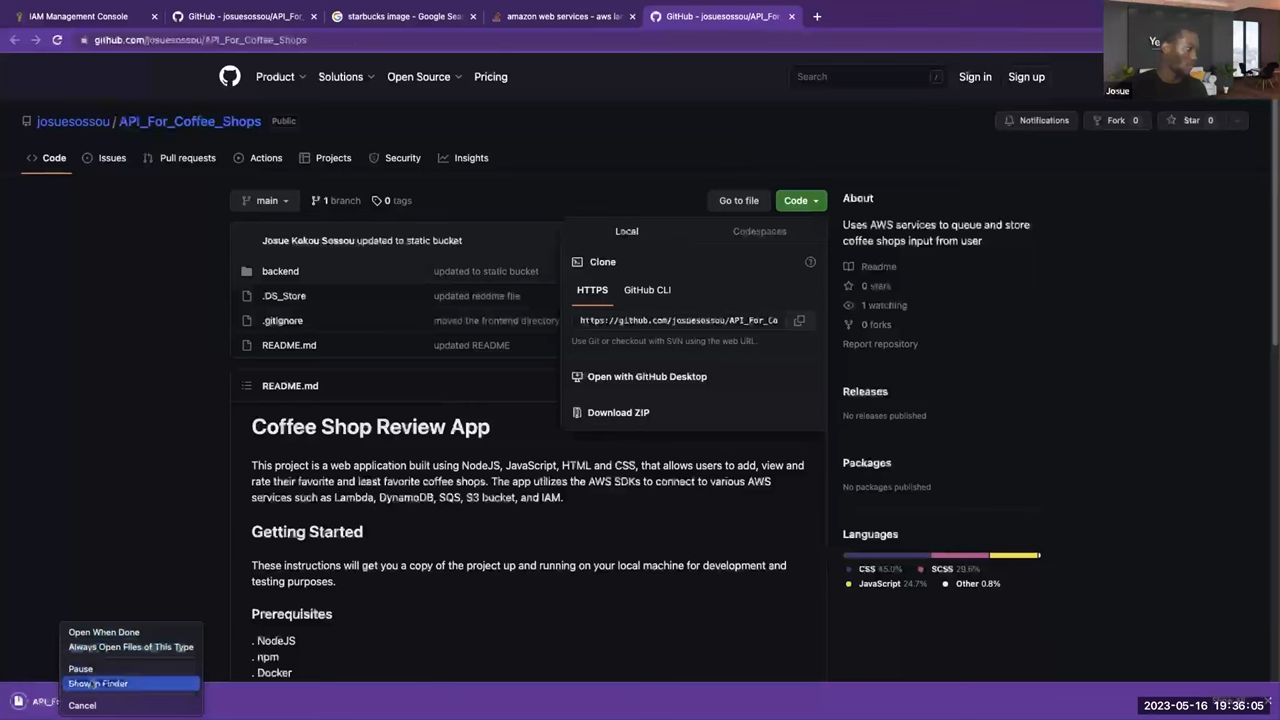 IAM Management Console
GitHub - josuesossou/API_For_
starbucks image - Google Sea
amazon web services - aws la
GitHub - josuesossou/API_For
github.com/josuesossou/API_For_Coffee_Shops
Josue
Product
Solutions
Open Source
Pricing
Search
/
Sign in
Sign up
josuesossou / API_For_Coffee_Shops
Public
Notifications
Fork 0
Star 0
Code
Issues
Pull requests
Actions
Projects
Security
Insights
main
1 branch
0 tags
Go to file
Code
About
Uses AWS services to queue and store
coffee shops input from user
Readme
0 stars
1 watching
0 forks
Report repository
Releases
No releases published
Packages
No packages published
Languages
CSS 45.0%
SCSS 29.6%
JavaScript 24.7%
Other 0.8%
Josue Kokou Sossou updated to static bucket
backend
updated to static bucket
.DS_Store
updated readme file
.gitignore
moved the frontend directory
README.md
updated README
Local
Codespaces
Clone
HTTPS
GitHub CLI
https://github.com/josuesossou/API_For_Co
Use Git or checkout with SVN using the web URL.
Open with GitHub Desktop
Download ZIP
README.md
Coffee Shop Review App
This project is a web application built using NodeJS, JavaScript, HTML and CSS, that allows users to add, view and
rate their favorite and least favorite coffee shops. The app utilizes the AWS SDKs to connect to various AWS
services such as Lambda, DynamoDB, SQS, S3 bucket, and IAM.
Getting Started
These instructions will get you a copy of the project up and running on your local machine for development and
testing purposes.
Prerequisites
. NodeJS
. npm
. Docker
Open When Done
Always Open Files of This Type
Pause
Show in Finder
Cancel
API_Fo
2023-05-16 19:36:05